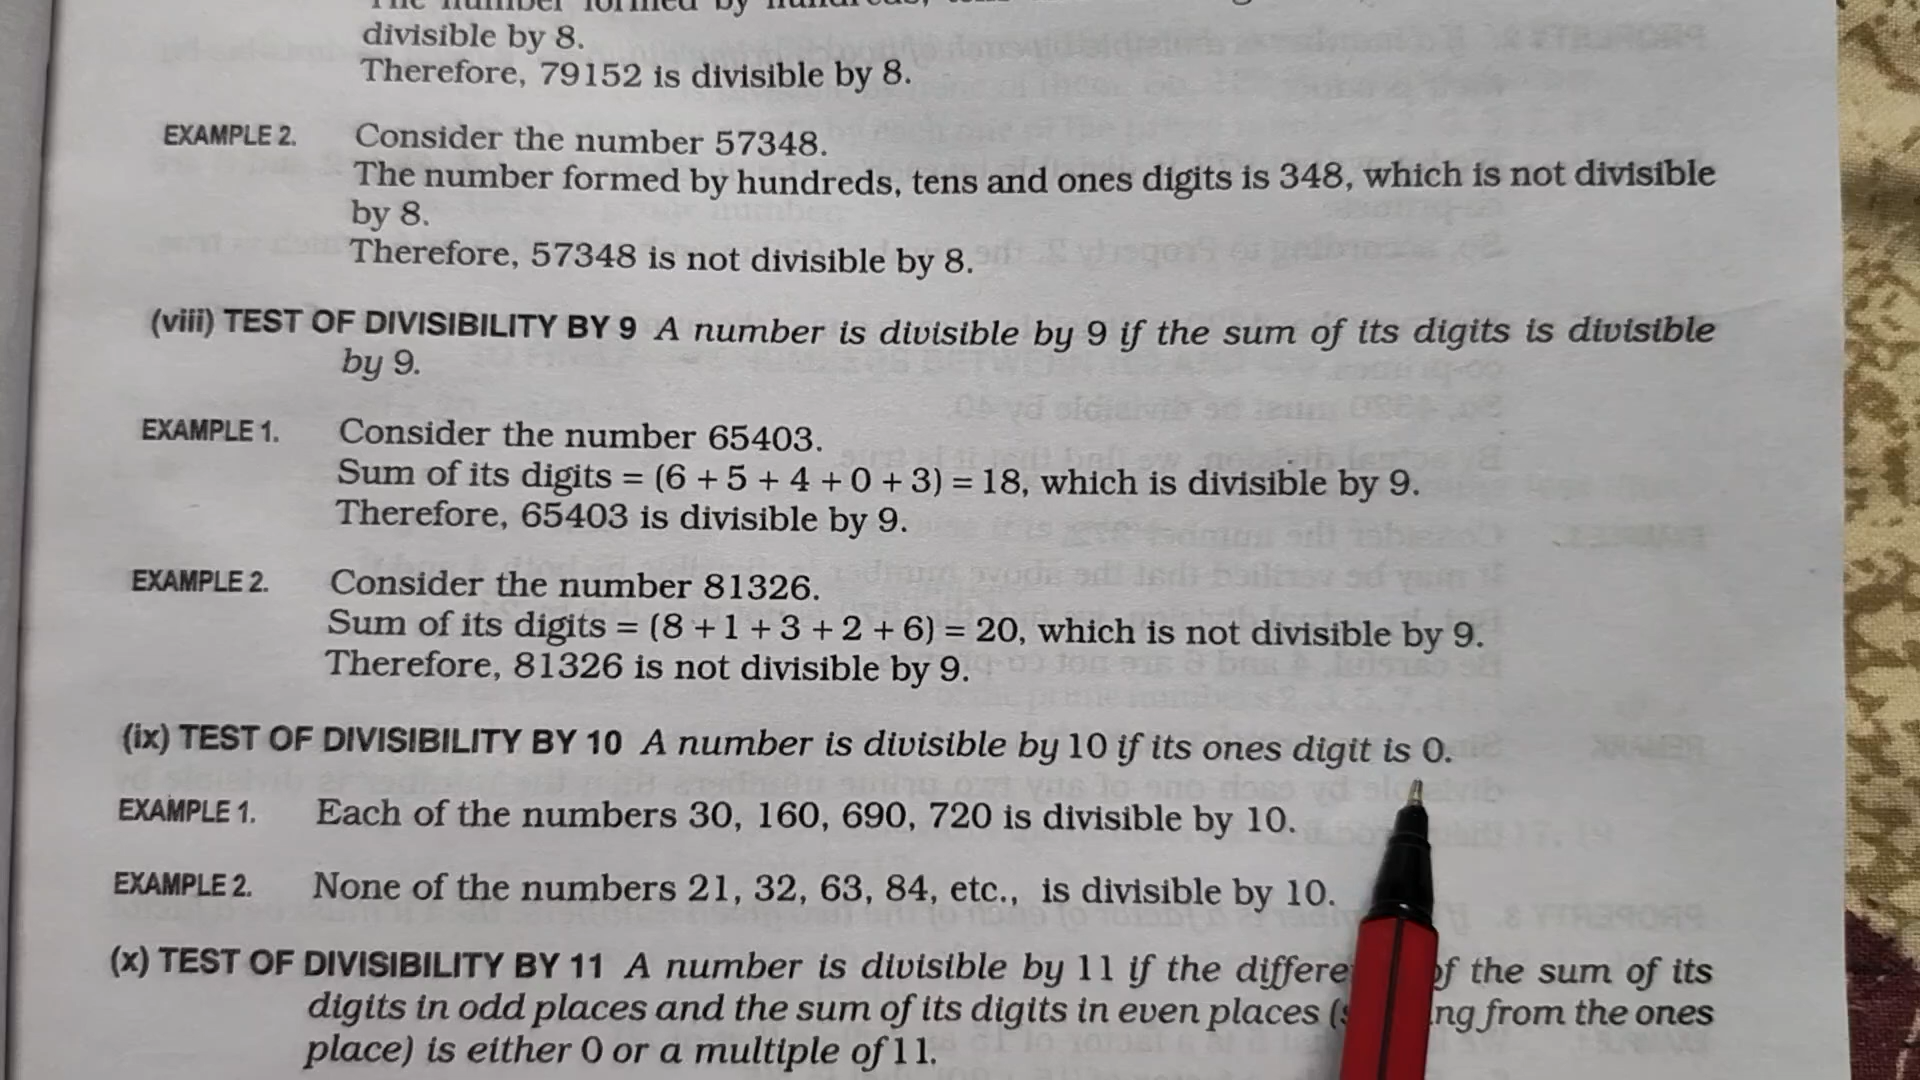 The number formed by hundreds,
divisible by 8.
Therefore, 79152 is divisible by 8.
EXAMPLE 2. Consider the number 57348.
The number formed by hundreds, tens and ones digits is 348, which is not divisible
by 8.
Therefore, 57348 is not divisible by 8.
(viii) TEST OF DIVISIBILITY BY 9 A number is divisible by 9 if the sum of its digits is divisible
by 9.
EXAMPLE 1. Consider the number 65403.
Sum of its digits = (6 + 5 + 4 + 0 + 3) = 18, which is divisible by 9.
Therefore, 65403 is divisible by 9.
EXAMPLE 2. Consider the number 81326.
Sum of its digits = (8 + 1 + 3 + 2 + 6) = 20, which is not divisible by 9.
Therefore, 81326 is not divisible by 9.
(ix) TEST OF DIVISIBILITY BY 10 A number is divisible by 10 if its ones digit is 0.
EXAMPLE 1. Each of the numbers 30, 160, 690, 720 is divisible by 10.
EXAMPLE 2. None of the numbers 21, 32, 63, 84, etc., is divisible by 10.
(x) TEST OF DIVISIBILITY BY 11 A number is divisible by 11 if the of the sum of its
digits in odd places and the sum of its digits in even places from the ones
place) is either 0 or a multiple of 11.